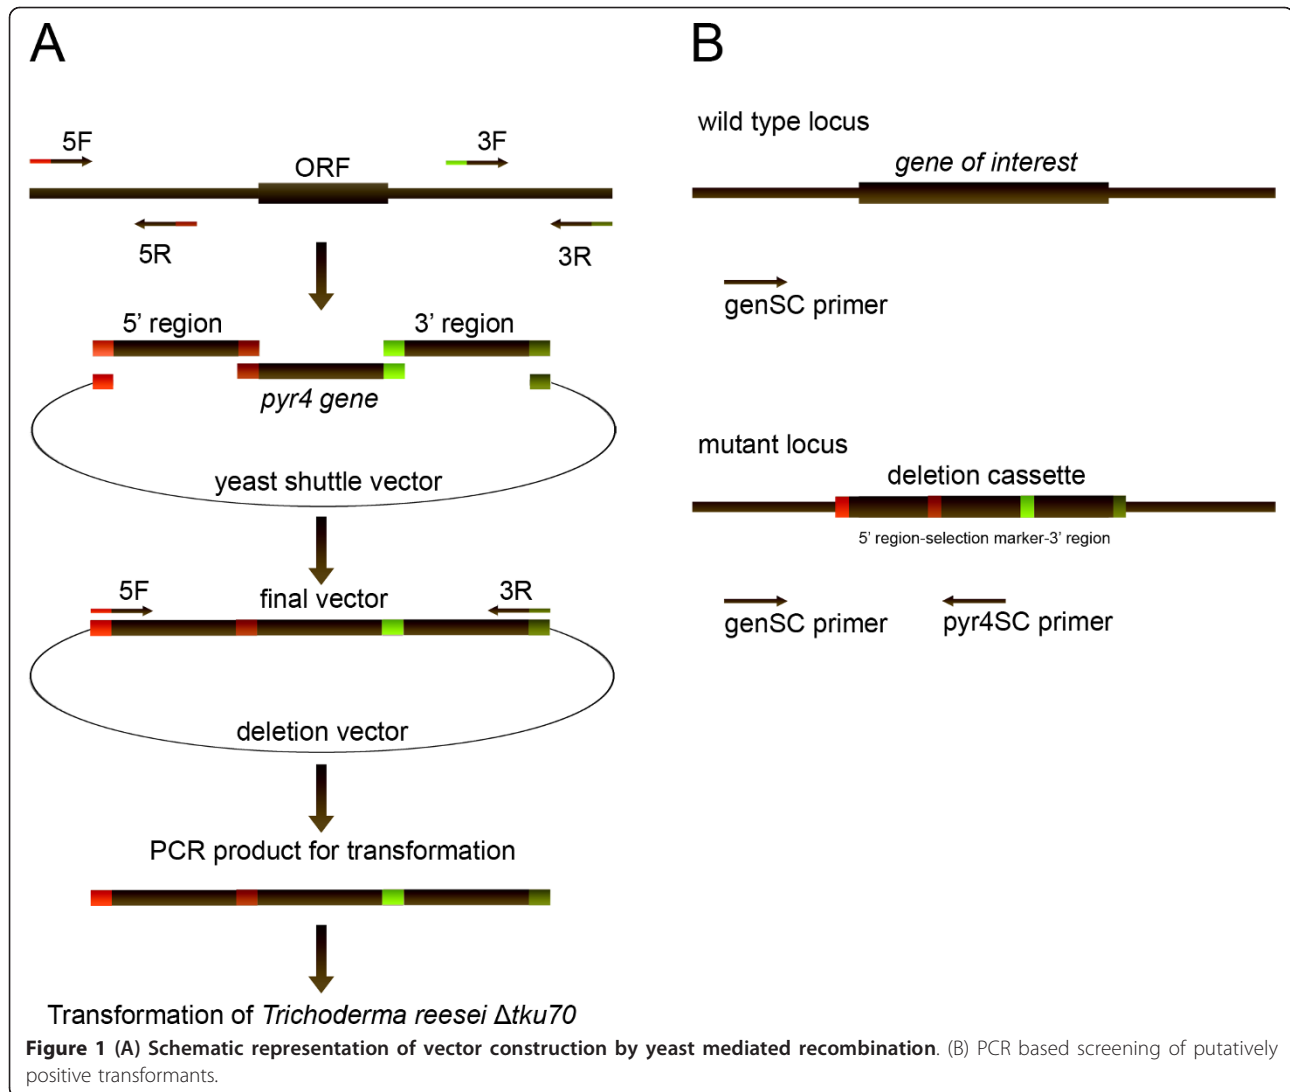 A
5F
3F
ORF
5R
3R
5’ region
3’ region
pyr4 gene
yeast shuttle vector
5F
final vector
3R
deletion vector
PCR product for transformation
Transformation of Trichoderma reesei Δtku70
B
wild type locus
gene of interest
genSC primer
mutant locus
deletion cassette
5’ region-selection marker-3’ region
genSC primer
pyr4SC primer
Figure 1 (A) Schematic representation of vector construction by yeast mediated recombination. (B) PCR based screening of putatively
positive transformants.